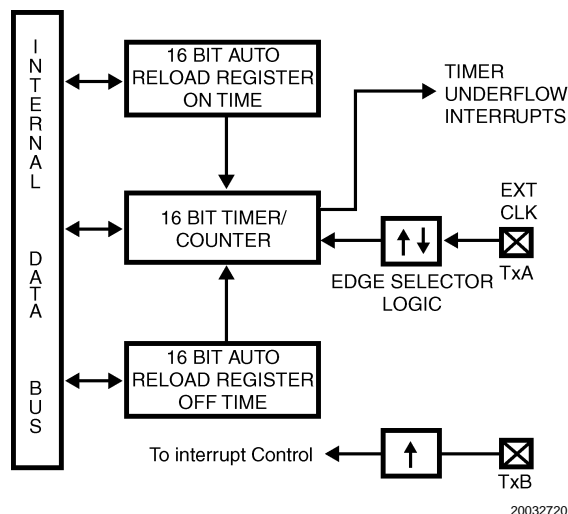 INTERNAL DATA BUS
16 BIT AUTO
RELOAD REGISTER
ON TIME
TIMER
UNDERFLOW
INTERRUPTS
16 BIT TIMER/
COUNTER
EXT
CLK
TxA
EDGE SELECTOR
LOGIC
16 BIT AUTO
RELOAD REGISTER
OFF TIME
To interrupt Control
TxB
20032720